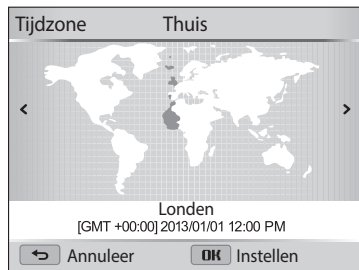 Tijdzone Thuis
Londen
[GMT +00:00] 2013/01/01 12:00 PM
Annuleer OK Instellen